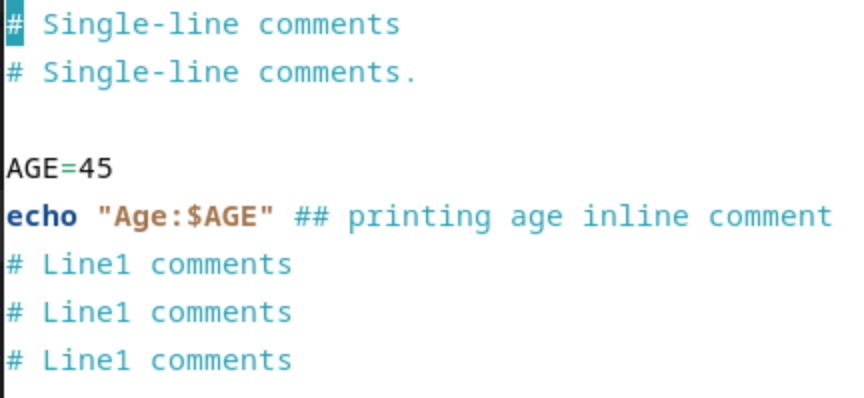 # Single-line comments
# Single-line comments.
AGE=45
echo "Age:$AGE" ## printing age inline comment
# Line1 comments
# Line1 comments
# Line1 comments